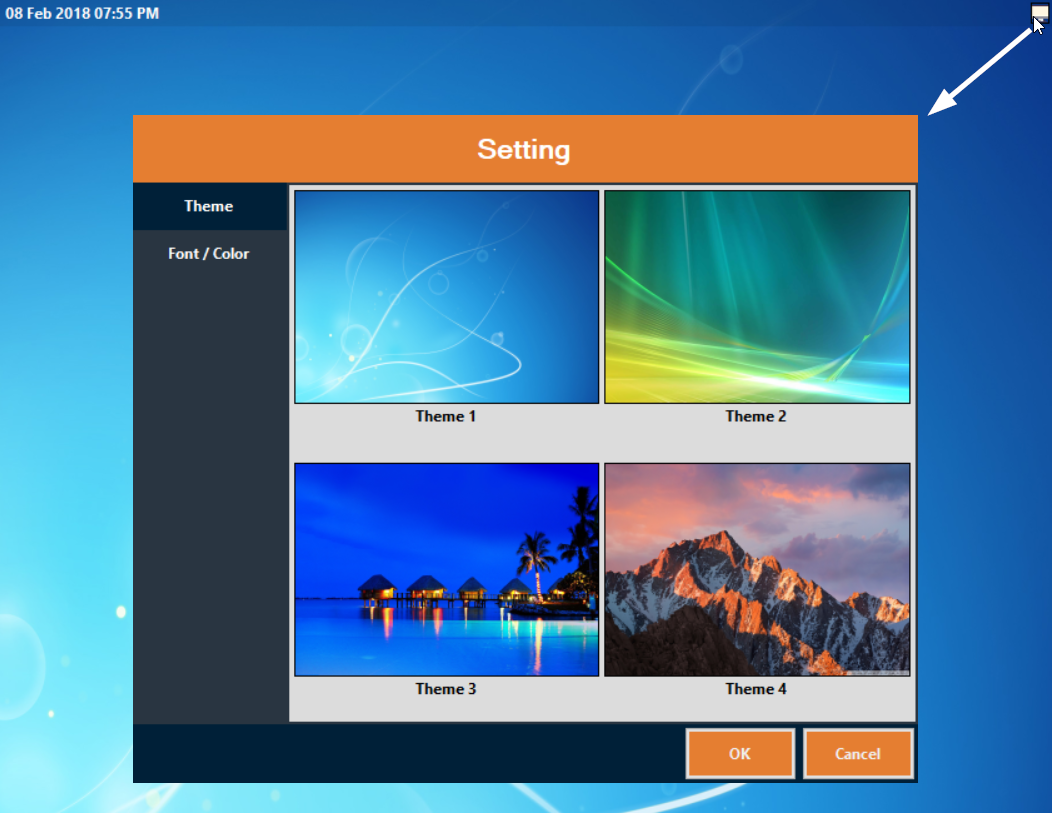 08 Feb 2018 07:55 PM
Setting
Theme
Font / Color
Theme 1
Theme 2
Theme 3
Theme 4
OK
Cancel